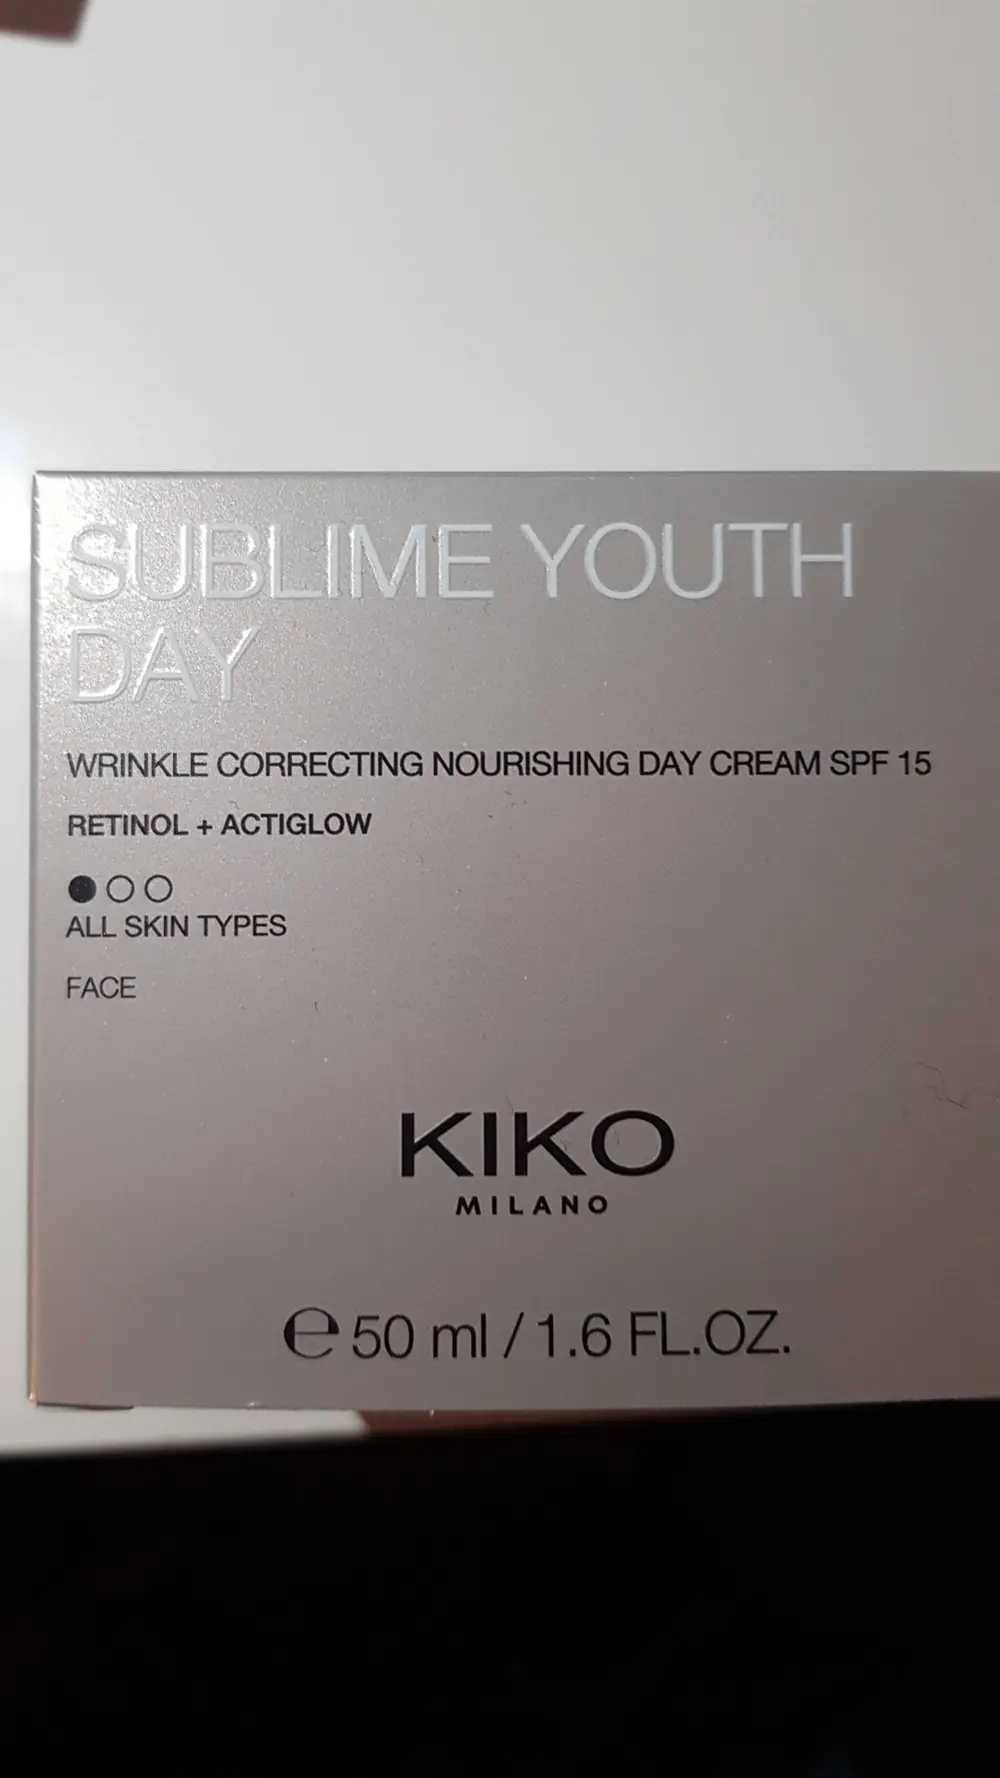 SUBLIME YOUTH
DAY
WRINKLE CORRECTING NOURISHING DAY CREAM SPF 15
RETINOL + ACTIGLOW
ALL SKIN TYPES
FACE
KIKO
MILANO
℮ 50 ml / 1.6 FL.OZ.